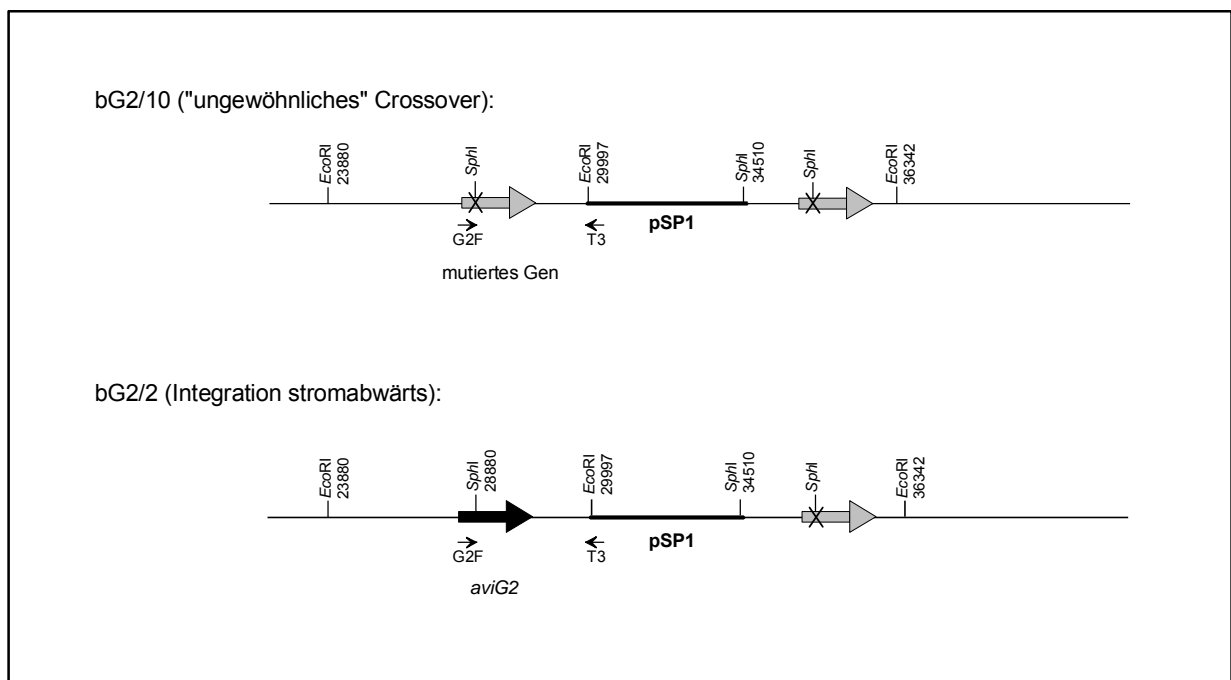 bG2/10 ("ungewöhnliches" Crossover):
EcoRI
23880
SphI
EcoRI
29997
SphI
34510
SphI
EcoRI
36342
G2F
T3
pSP1
mutiertes Gen
bG2/2 (Integration stromabwärts):
EcoRI
23880
SphI
28880
EcoRI
29997
SphI
34510
SphI
EcoRI
36342
G2F
T3
pSP1
aviG2